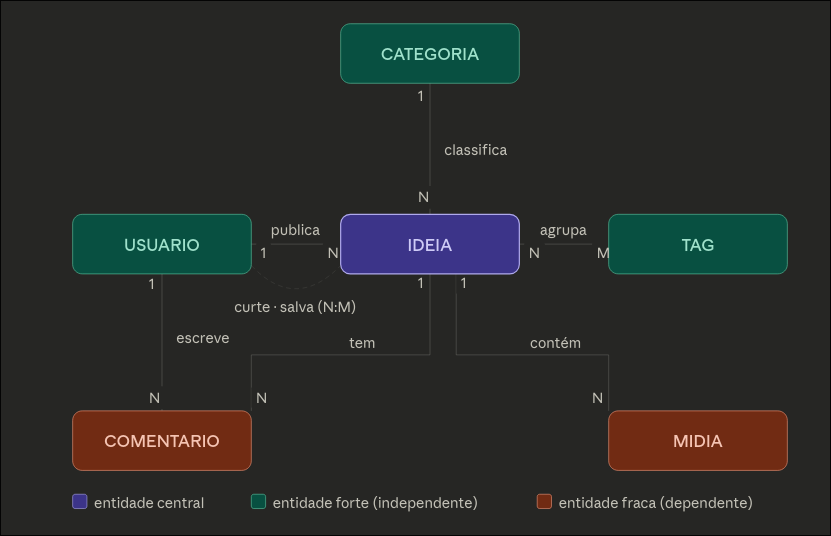 CATEGORIA
1
classifica
N
USUARIO
publica
1
N
IDEIA
agrupa
N
M
TAG
curte · salva (N:M)
1
1
1
escreve
tem
contém
N
N
N
COMENTARIO
MIDIA
entidade central
entidade forte (independente)
entidade fraca (dependente)